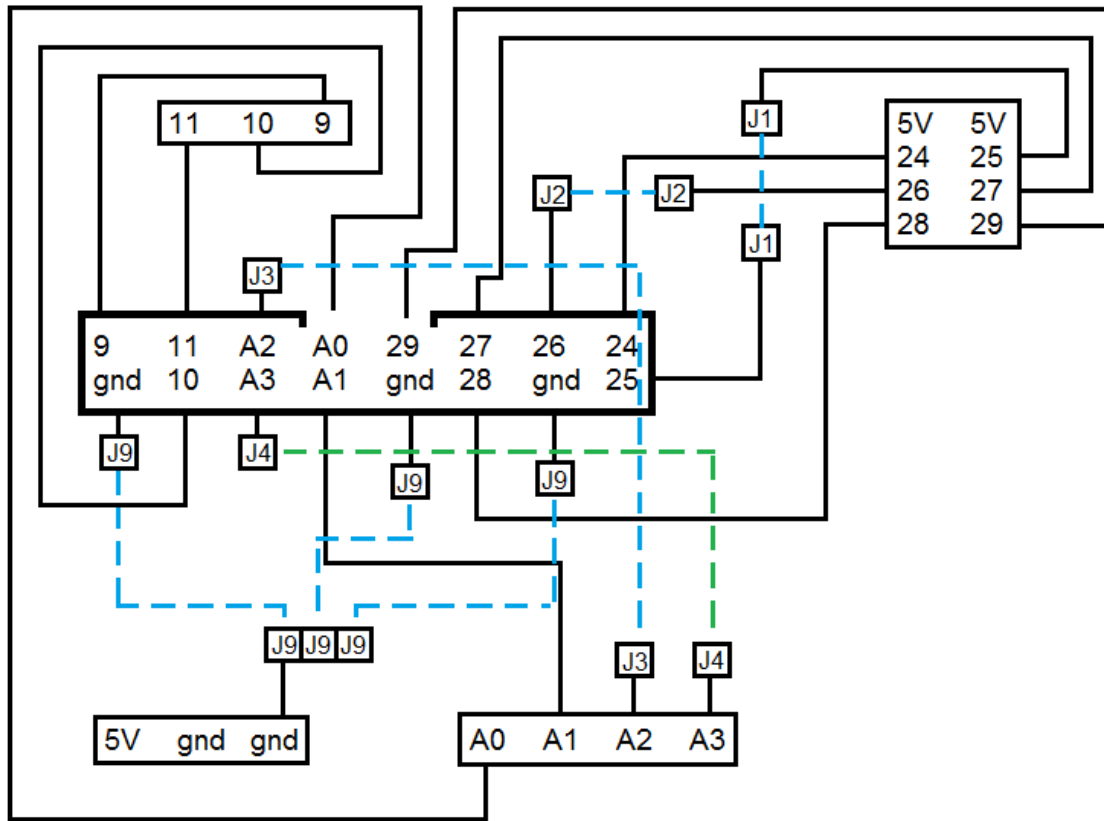 J1
11 10 9
5V 5V
24 25
26 27
28 29
J2 J2
J1
J3
9 11 A2 A0 29 27 26 24
gnd 10 A3 A1 gnd 28 gnd 25
J9 J4
J9 J9
J9 J9 J9
J3 J4
5V gnd gnd
A0 A1 A2 A3